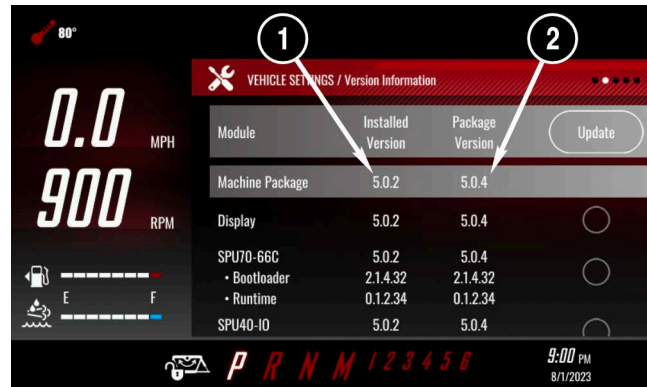 80°
1
2
VEHICLE SETTINGS / Version Information
0.0 MPH
900 RPM
E F
Module Installed Version Package Version Update
Machine Package 5.0.2 5.0.4
Display 5.0.2 5.0.4
SPU70-66C 5.0.2 5.0.4
• Bootloader 2.1.4.32 2.1.4.32
• Runtime 0.1.2.34 0.1.2.34
SPU40-IO 5.0.2 5.0.4
P R N M 1 2 3 4 5 6
9:00 PM
8/1/2023